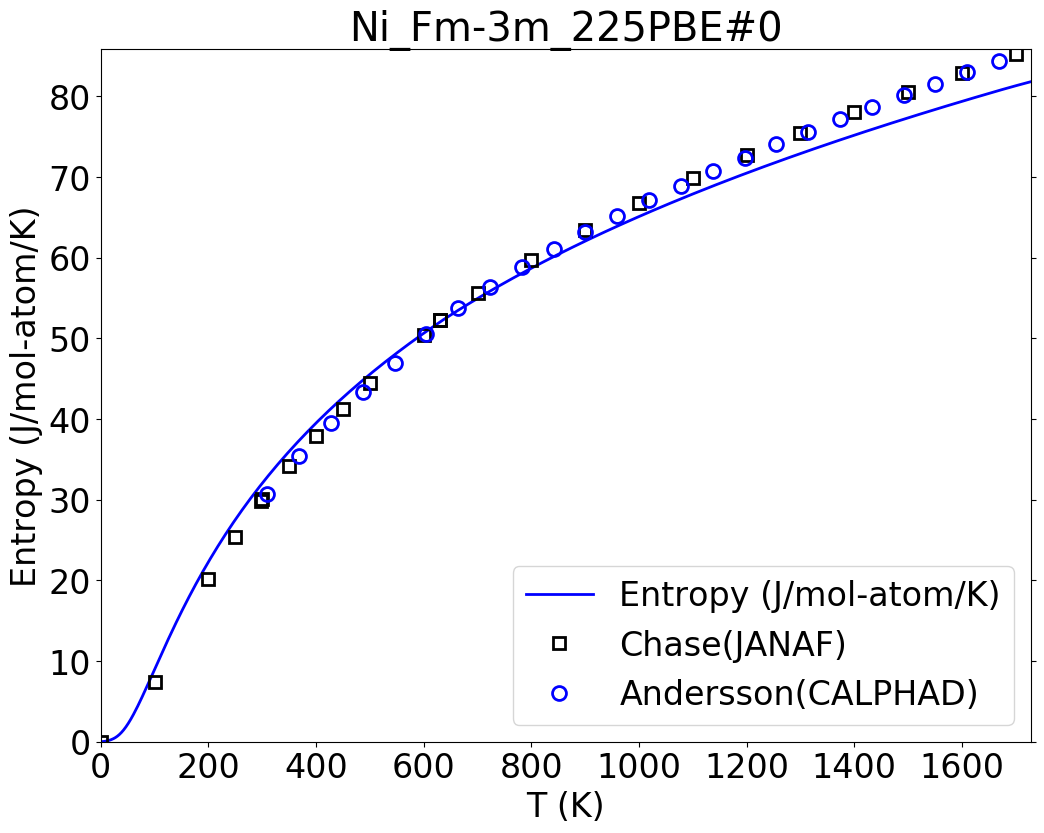 Ni_Fm-3m_225PBE#0
Entropy (J/mol-atom/K)
80
70
60
50
40
30
20
10
0
Entropy (J/mol-atom/K)
Chase(JANAF)
Andersson(CALPHAD)
0 200 400 600 800 1000 1200 1400 1600
T (K)